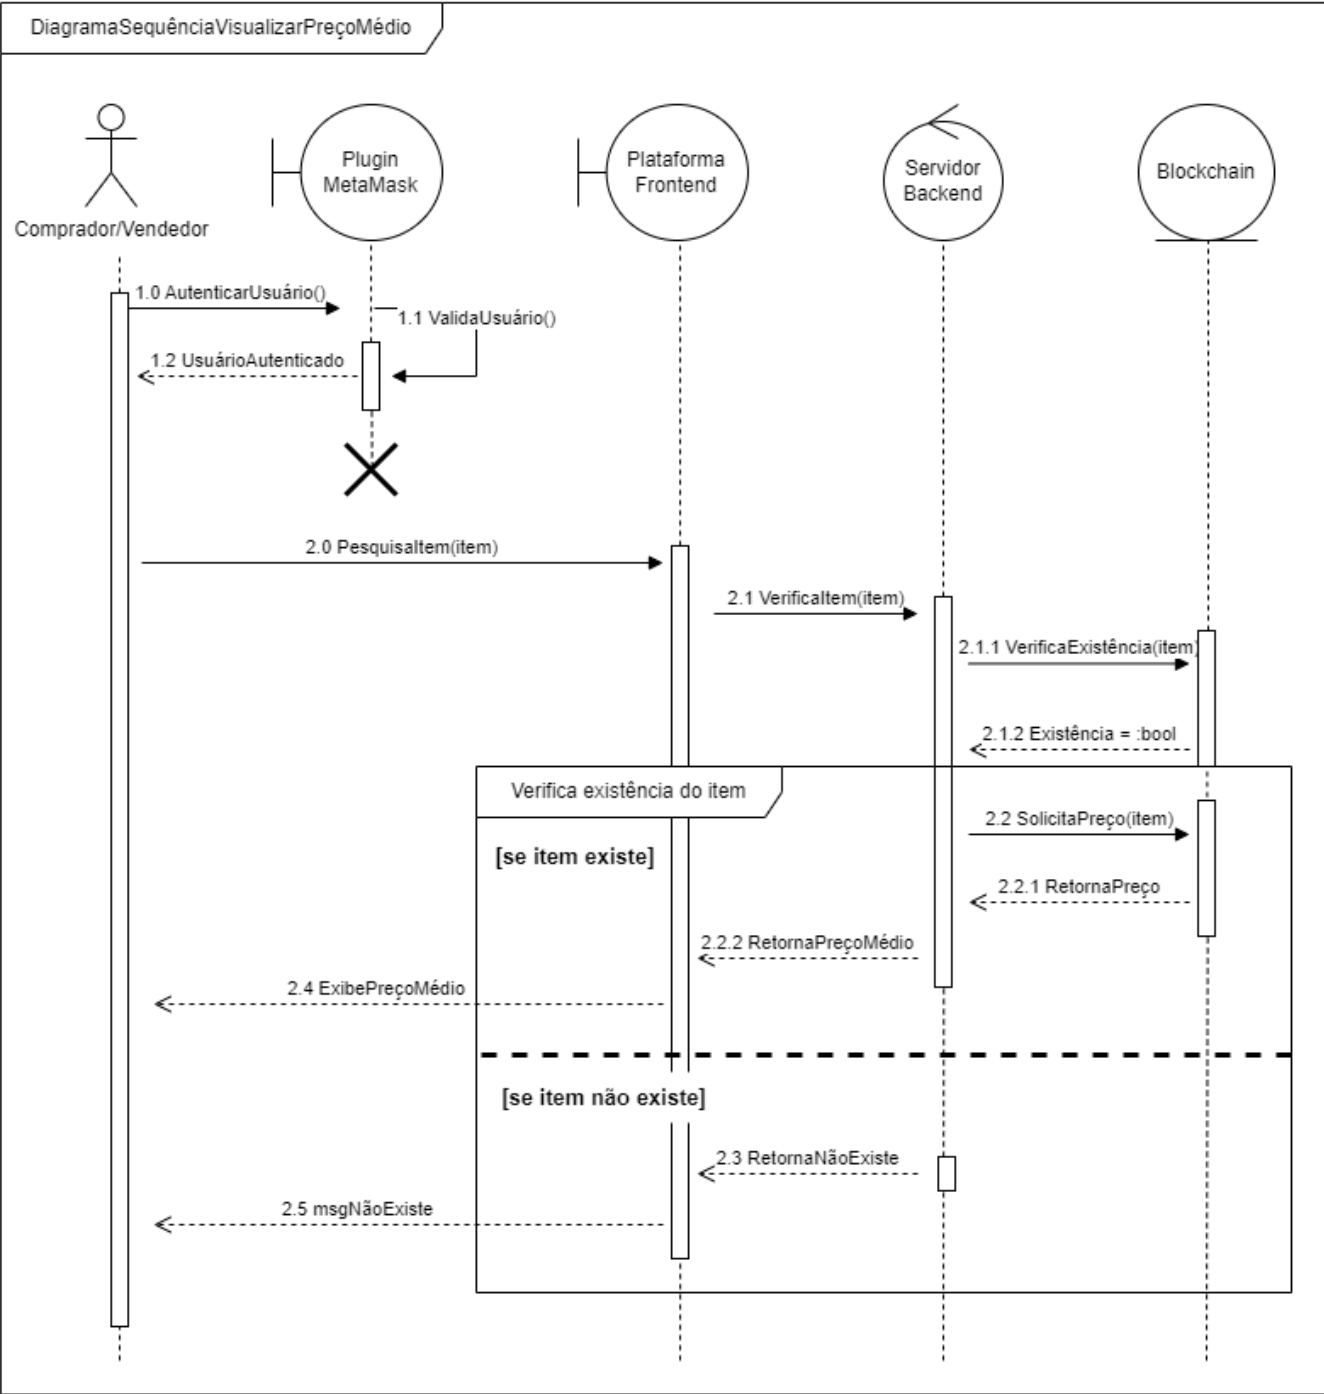 DiagramaSequênciaVisualizarPreçoMédio
Plugin
MetaMask
Plataforma
Frontend
Servidor
Backend
Blockchain
Comprador/Vendedor
1.0 AutenticarUsuário()
1.1 ValidaUsuário()
1.2 UsuárioAutenticado
2.0 PesquisaItem(item)
2.1 VerificaItem(item)
2.1.1 VerificaExistência(item)
2.1.2 Existência = :bool
Verifica existência do item
2.2 SolicitaPreço(item)
[se item existe]
2.2.1 RetornaPreço
2.2.2 RetornaPreçoMédio
2.4 ExibePreçoMédio
[se item não existe]
2.3 RetornaNãoExiste
2.5 msgNãoExiste